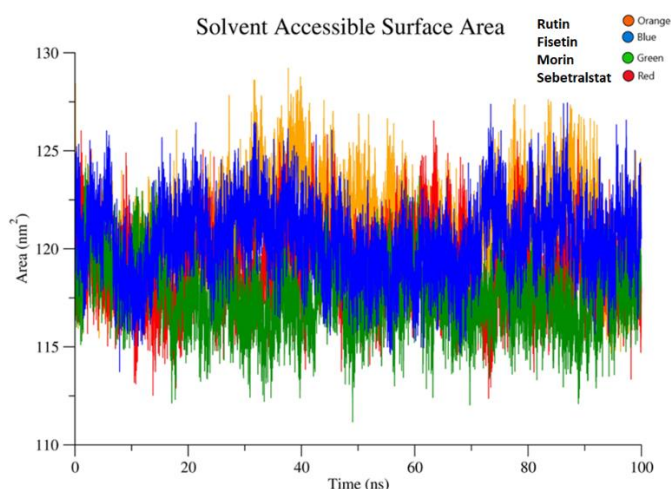 Solvent Accessible Surface Area
Rutin Orange
Fisetin Blue
Morin Green
Sebetralstat Red
130
125
120
115
110
Area (nm²)
0 20 40 60 80 100
Time (ns)